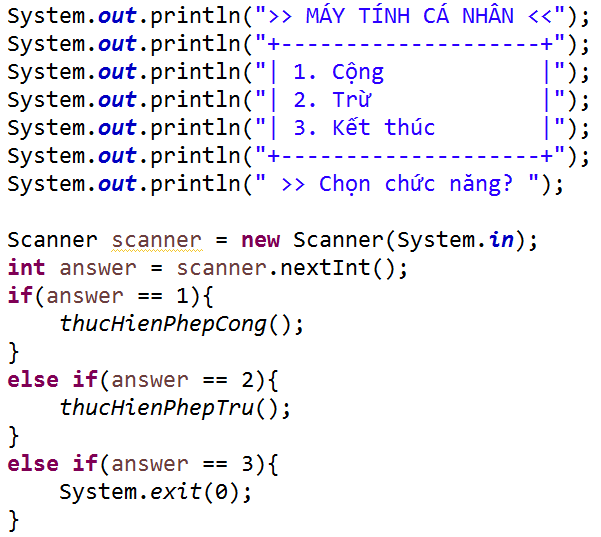 System.out.println(">> MÁY TÍNH CÁ NHÂN <<");
System.out.println("+--------------------+");
System.out.println("| 1. Cộng            |");
System.out.println("| 2. Trừ             |");
System.out.println("| 3. Kết thúc        |");
System.out.println("+--------------------+");
System.out.println(" >> Chọn chức năng? ");

Scanner scanner = new Scanner(System.in);
int answer = scanner.nextInt();
if(answer == 1){
    thucHienPhepCong();
}
else if(answer == 2){
    thucHienPhepTru();
}
else if(answer == 3){
    System.exit(0);
}